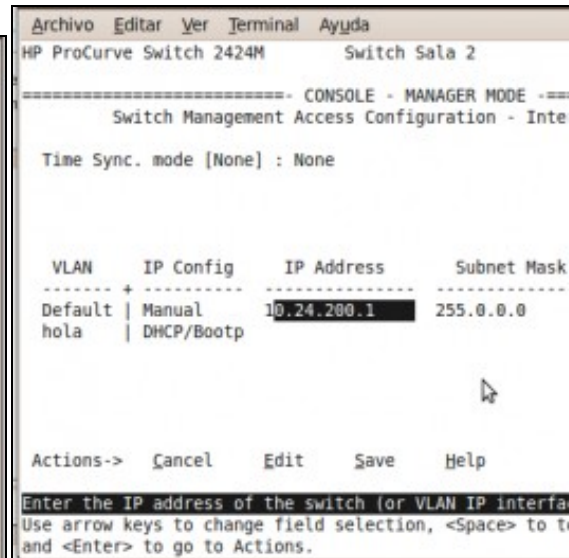 Archivo Editar Ver Terminal Ayuda
HP ProCurve Switch 2424M Switch Sala 2
===========================- CONSOLE - MANAGER MODE -==
Switch Management Access Configuration - Inte
Time Sync. mode [None] : None
VLAN IP Config IP Address Subnet Mask
------- + ---------- --------------- -------------
Default | Manual 10.24.200.1 255.0.0.0
hola | DHCP/Bootp
Actions-> Cancel Edit Save Help
Enter the IP address of the switch (or VLAN IP interfa
Use arrow keys to change field selection, <Space> to t
and <Enter> to go to Actions.